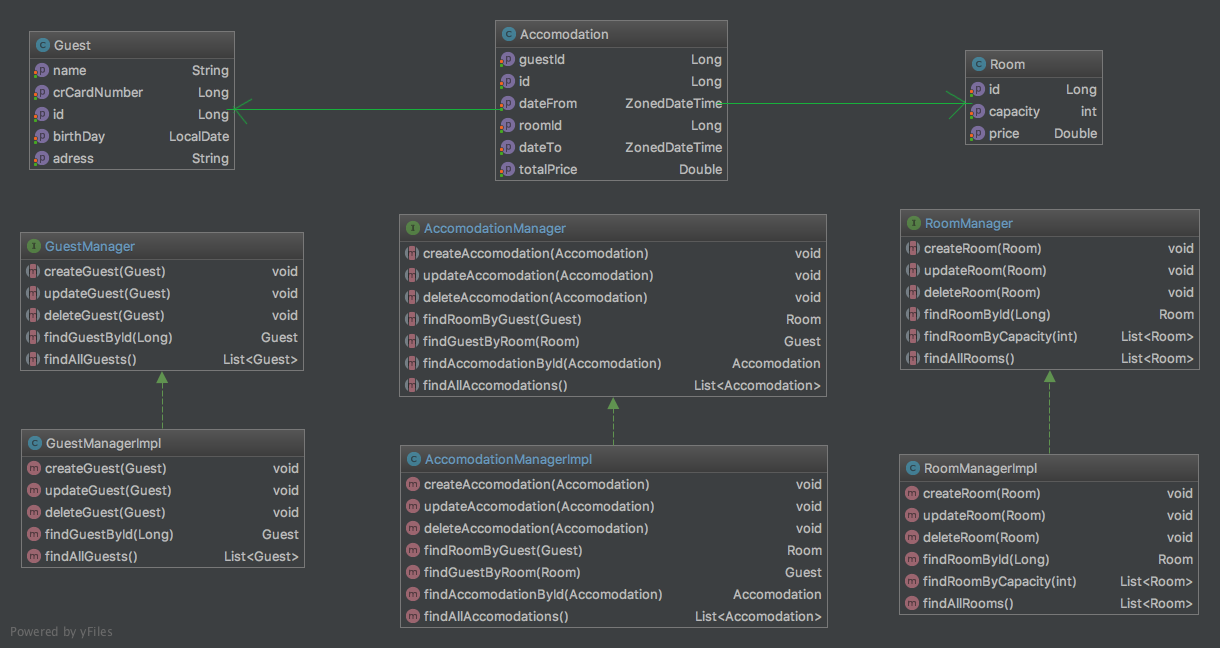 Guest
name String
crCardNumber Long
id Long
birthDay LocalDate
adress String
Accomodation
guestId Long
id Long
dateFrom ZonedDateTime
roomId Long
dateTo ZonedDateTime
totalPrice Double
Room
id Long
capacity int
price Double
GuestManager
createGuest(Guest) void
updateGuest(Guest) void
deleteGuest(Guest) void
findGuestById(Long) Guest
findAllGuests() List<Guest>
AccomodationManager
createAccomodation(Accomodation) void
updateAccomodation(Accomodation) void
deleteAccomodation(Accomodation) void
findRoomByGuest(Guest) Room
findGuestByRoom(Room) Guest
findAccomodationById(Accomodation) Accomodation
findAllAccomodations() List<Accomodation>
RoomManager
createRoom(Room) void
updateRoom(Room) void
deleteRoom(Room) void
findRoomById(Long) Room
findRoomByCapacity(int) List<Room>
findAllRooms() List<Room>
GuestManagerImpl
createGuest(Guest) void
updateGuest(Guest) void
deleteGuest(Guest) void
findGuestById(Long) Guest
findAllGuests() List<Guest>
AccomodationManagerImpl
createAccomodation(Accomodation) void
updateAccomodation(Accomodation) void
deleteAccomodation(Accomodation) void
findRoomByGuest(Guest) Room
findGuestByRoom(Room) Guest
findAccomodationById(Accomodation) Accomodation
findAllAccomodations() List<Accomodation>
RoomManagerImpl
createRoom(Room) void
updateRoom(Room) void
deleteRoom(Room) void
findRoomById(Long) Room
findRoomByCapacity(int) List<Room>
findAllRooms() List<Room>
Powered by yFiles